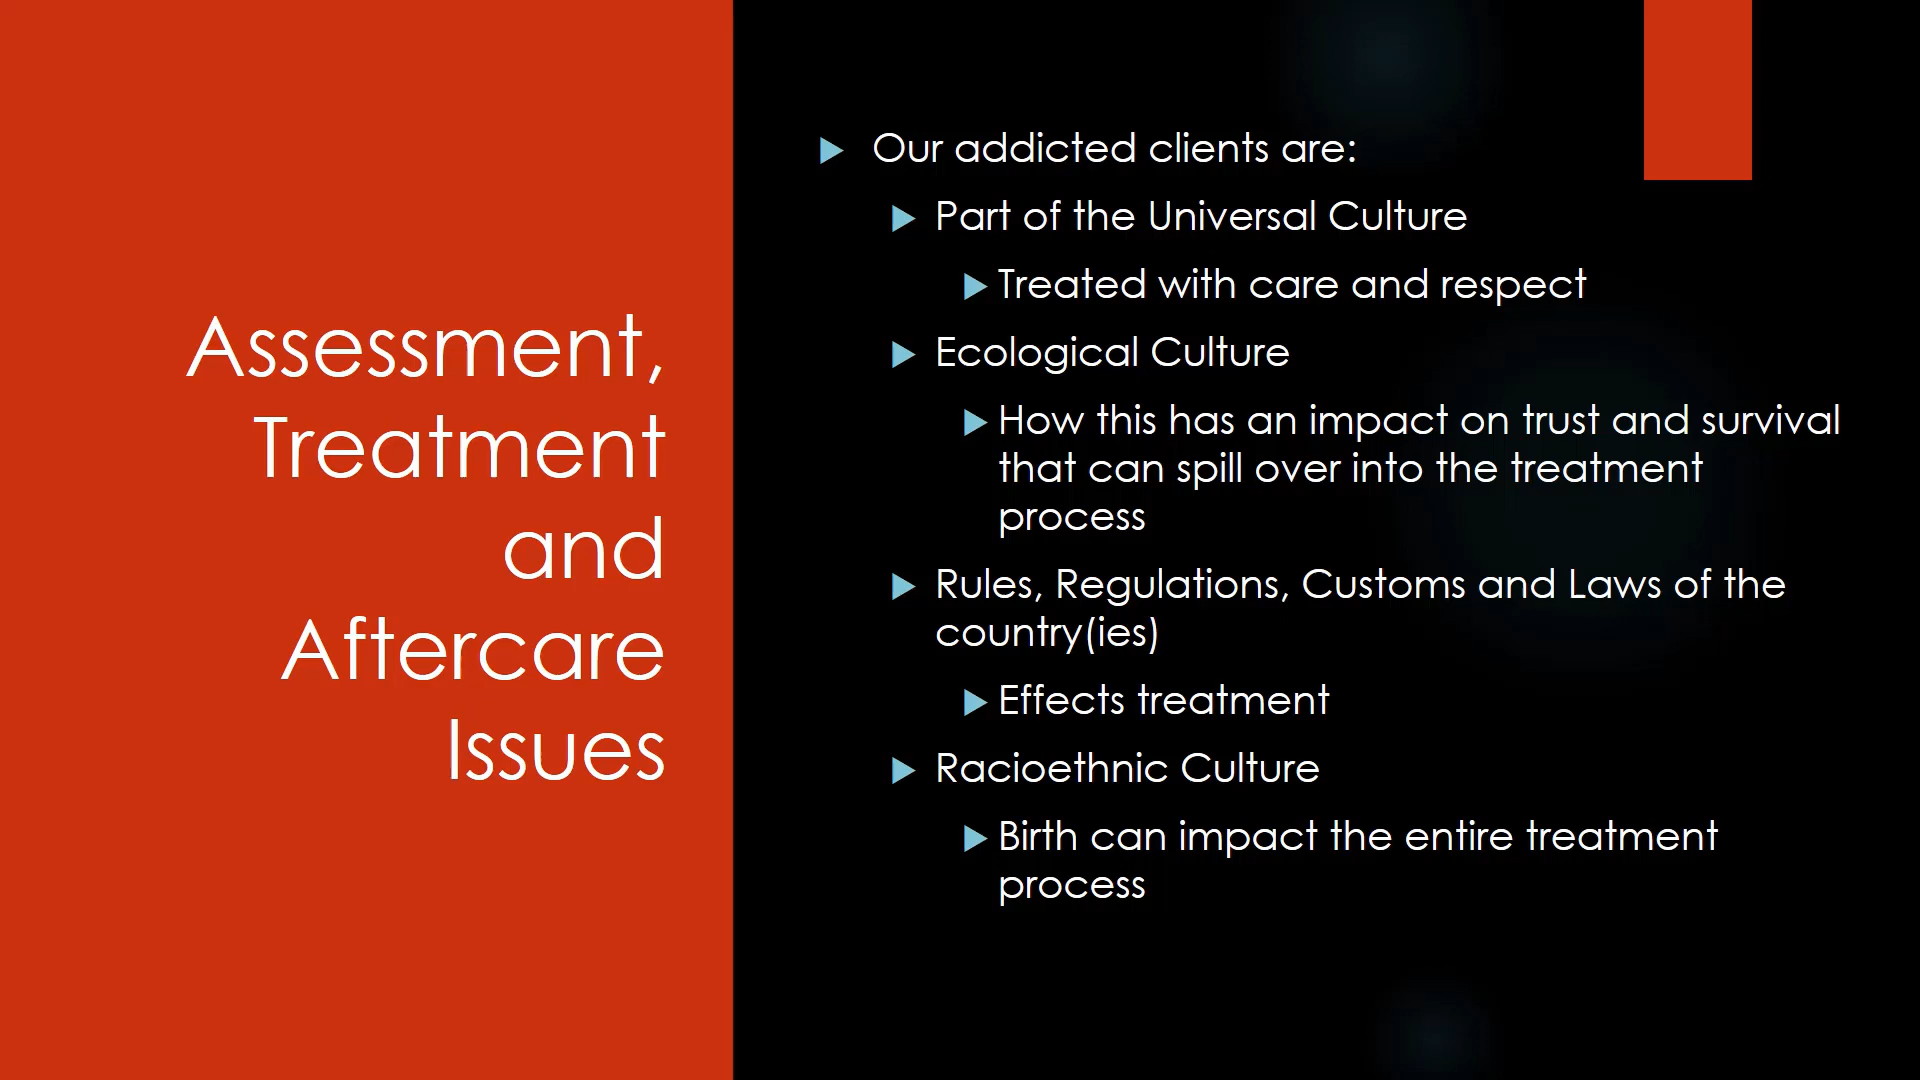 Assessment,
Treatment
and
Aftercare
Issues
Our addicted clients are:
Part of the Universal Culture
Treated with care and respect
Ecological Culture
How this has an impact on trust and survival
that can spill over into the treatment
process
Rules, Regulations, Customs and Laws of the
country(ies)
Effects treatment
Racioethnic Culture
Birth can impact the entire treatment
process